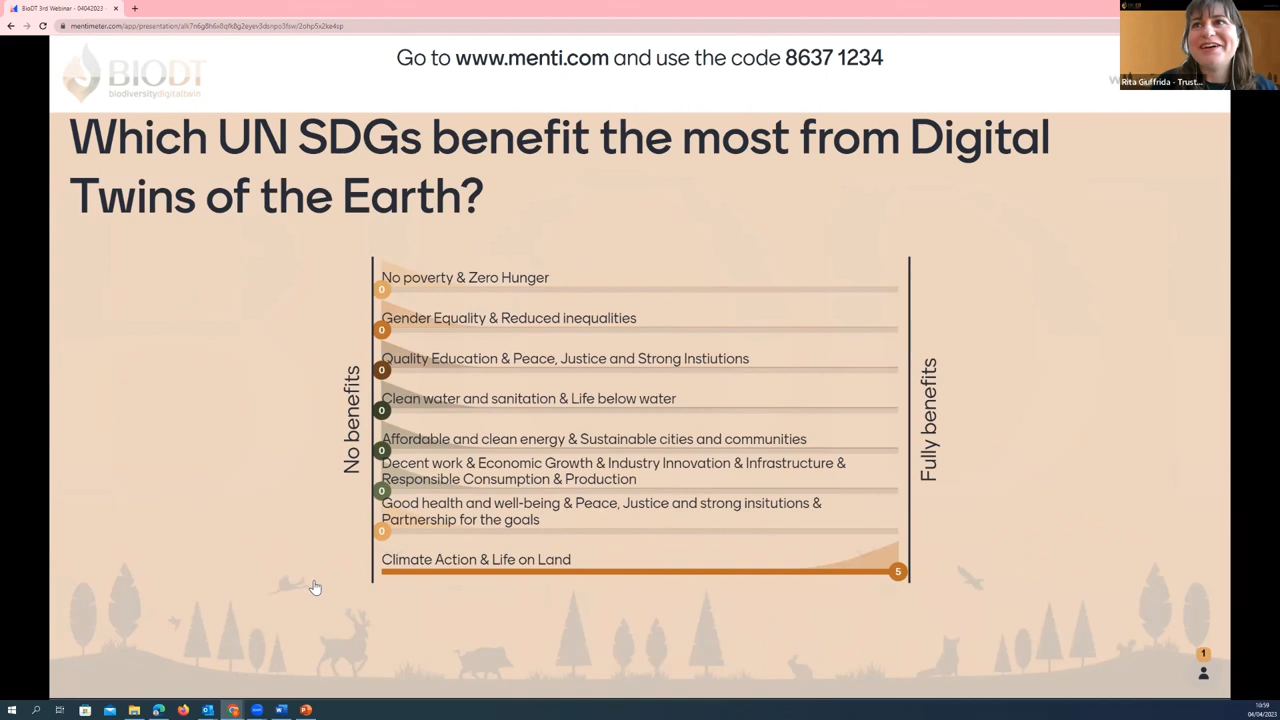 BioDT 3rd Webinar - 04042023 -
Go to www.menti.com and use the code 8637 1234
BIODT
biodiversitydigitaltwin
Rita Giuffrida - Trust...
Which UN SDGs benefit the most from Digital
Twins of the Earth?
No benefits
No poverty & Zero Hunger
0
Gender Equality & Reduced inequalities
0
Quality Education & Peace, Justice and Strong Instiutions
0
Clean water and sanitation & Life below water
0
Affordable and clean energy & Sustainable cities and communities
0
Decent work & Economic Growth & Industry Innovation & Infrastructure &
Responsible Consumption & Production
0
Good health and well-being & Peace, Justice and strong insitutions &
Partnership for the goals
0
Climate Action & Life on Land
5
Fully benefits
1
10:59
04/04/2023